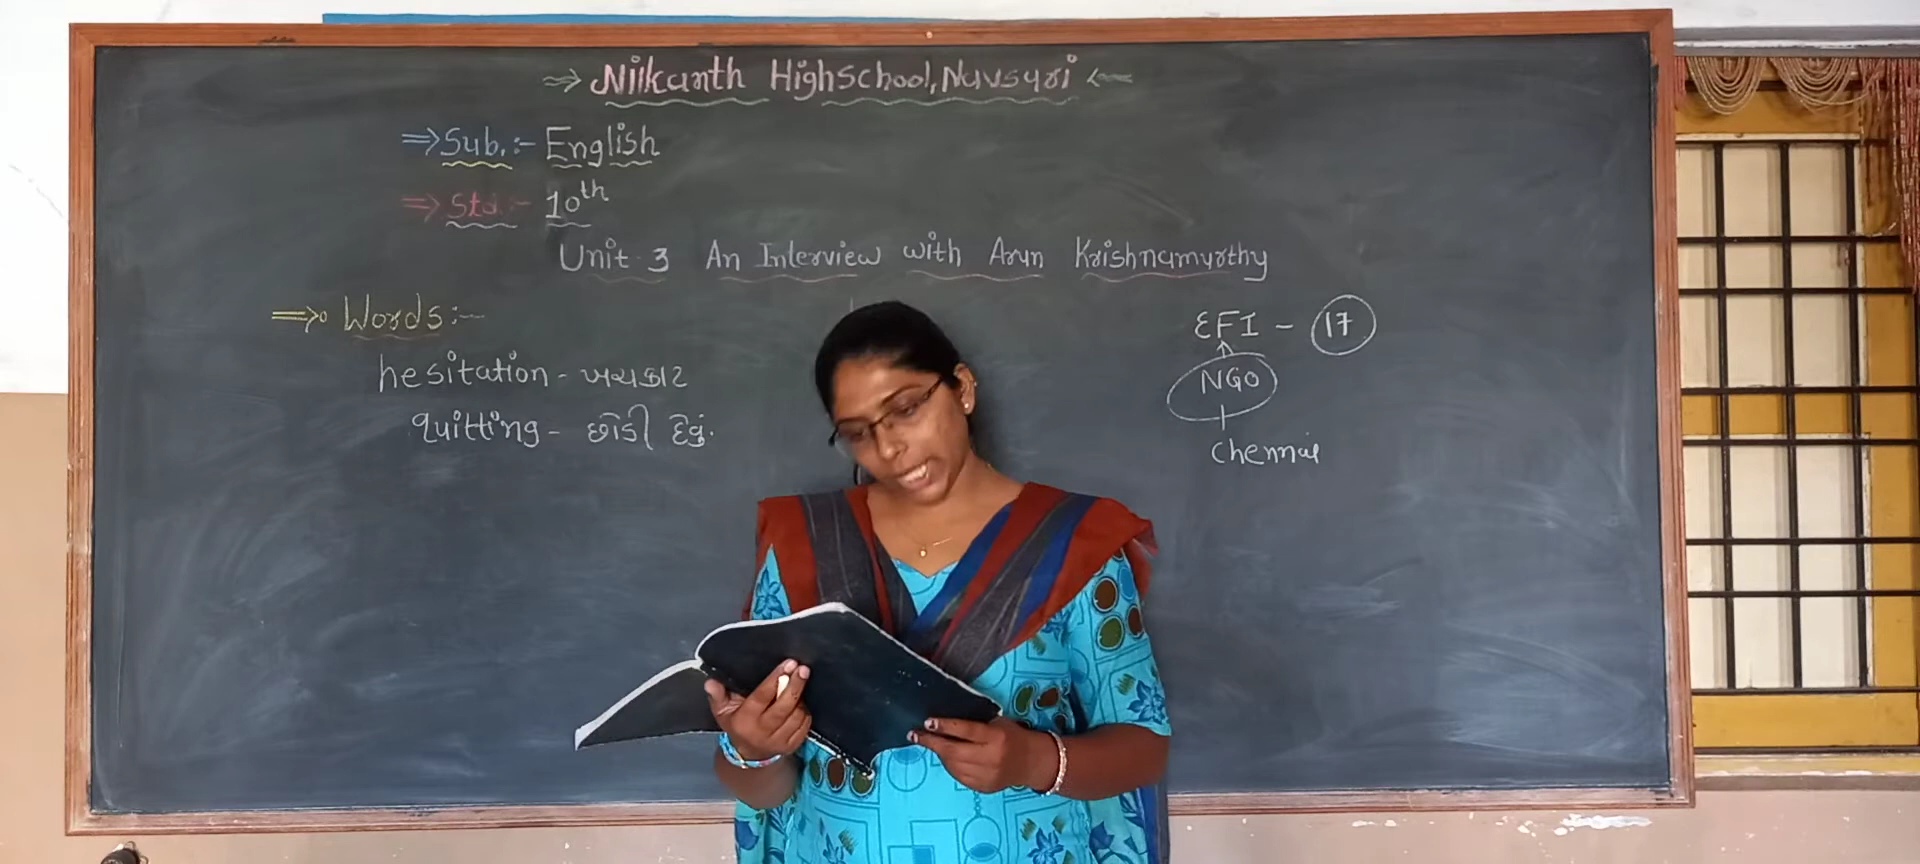 ⇒ Nilkanth Highschool, Navsari ⇐
⇒ Sub. :- English
⇒ Std. :- 10th
Unit 3 An Interview with Arun Krishnamurthy
⇒ Words :-
hesitation - ખચકાટ
quitting - છોડી દેવું.
EFI - 17
NGO
Chennai